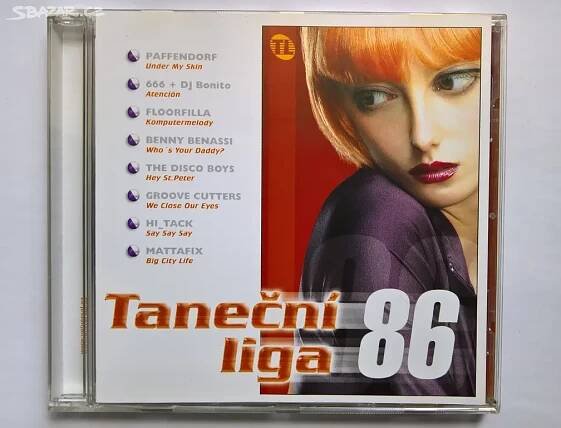 SBAZAR.CZ
TL
PAFFENDORF
Under My Skin
666 + DJ Bonito
Atención
FLOORFILLA
Komputermelody
BENNY BENASSI
Who´s Your Daddy?
THE DISCO BOYS
Hey St.Peter
GROOVE CUTTERS
We Close Our Eyes
HI_TACK
Say Say Say
MATTAFIX
Big City Life
Taneční
liga
86